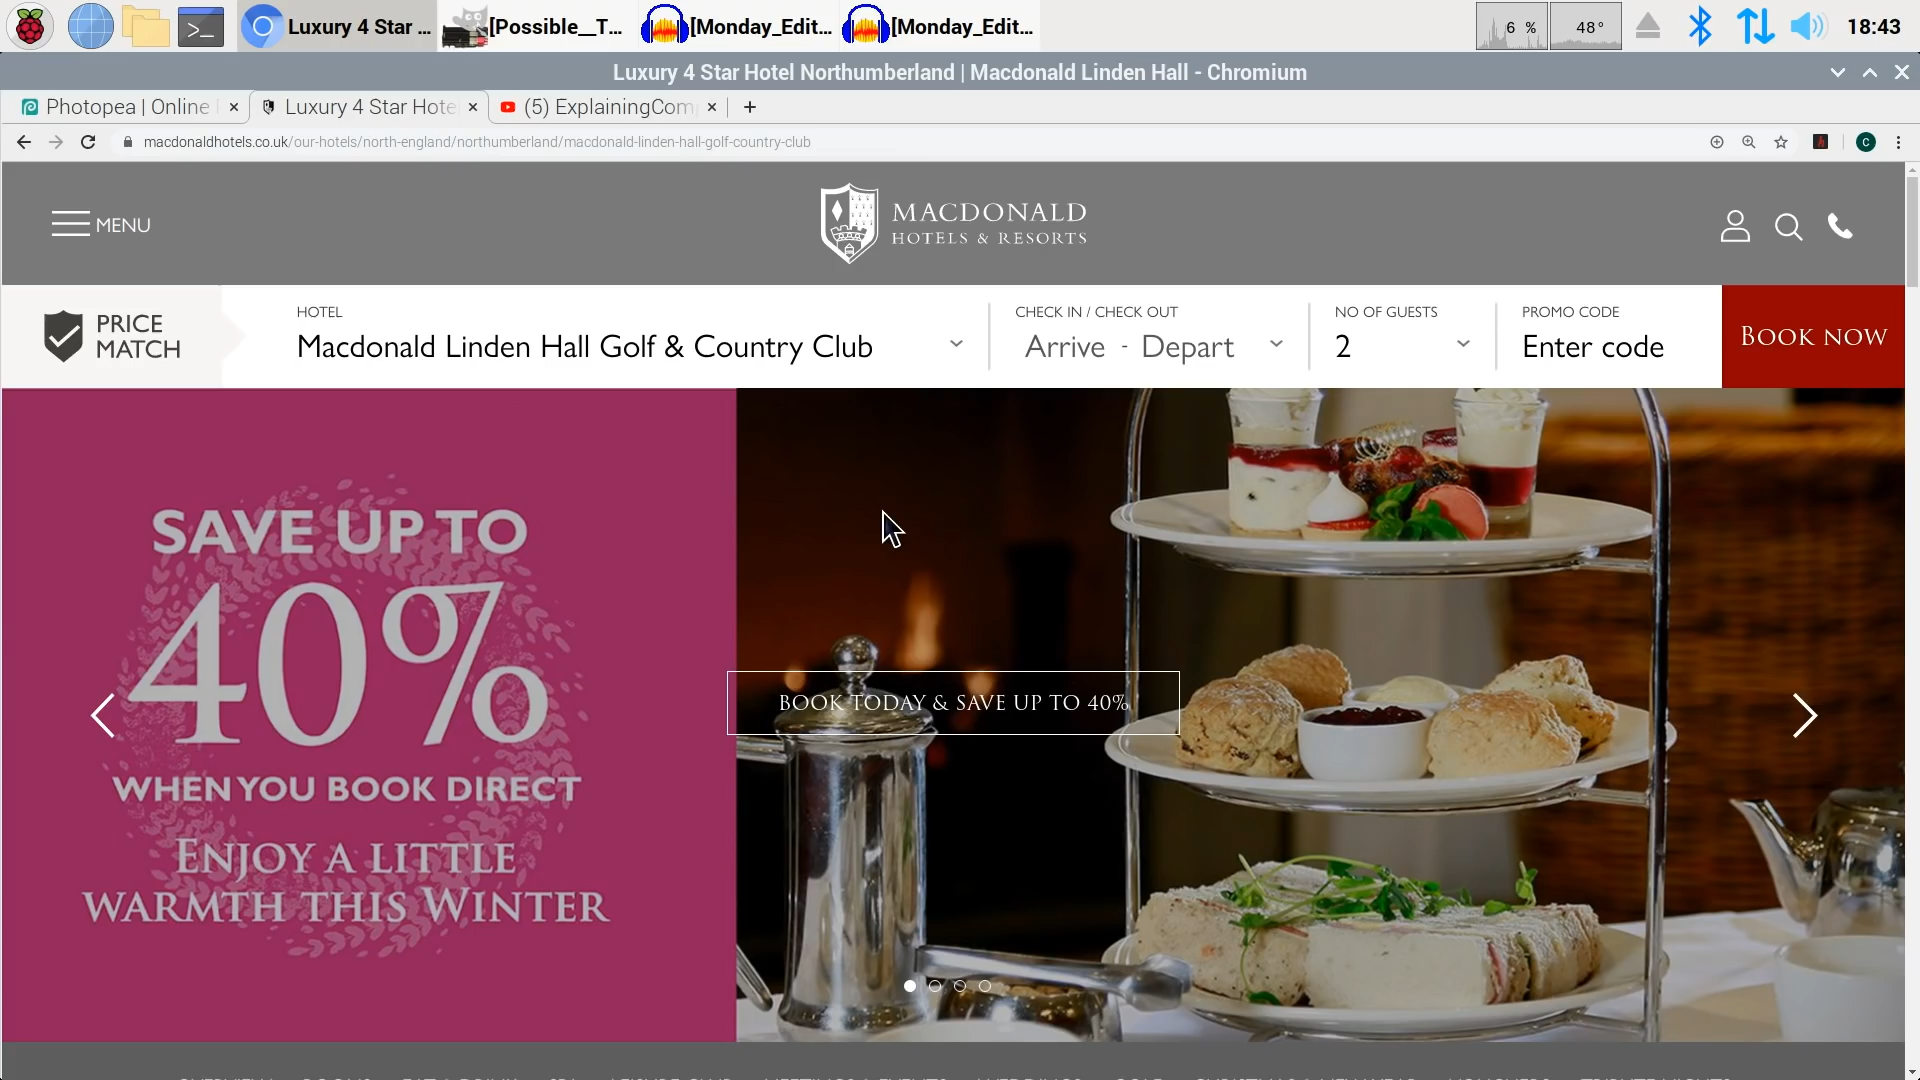 Luxury 4 Star ...
[Possible__T...
[Monday_Edit...
[Monday_Edit...
6 %
48°
18:43
Luxury 4 Star Hotel Northumberland | Macdonald Linden Hall - Chromium
Photopea | Online
Luxury 4 Star Hote
(5) ExplainingCom
macdonaldhotels.co.uk/our-hotels/north-england/northumberland/macdonald-linden-hall-golf-country-club
C
MENU
MACDONALD
HOTELS & RESORTS
PRICE
MATCH
HOTEL
Macdonald Linden Hall Golf & Country Club
CHECK IN / CHECK OUT
Arrive - Depart
NO OF GUESTS
2
PROMO CODE
Enter code
BOOK NOW
SAVE UP TO
40%
WHEN YOU BOOK DIRECT
ENJOY A LITTLE
WARMTH THIS WINTER
BOOK TODAY & SAVE UP TO 40%